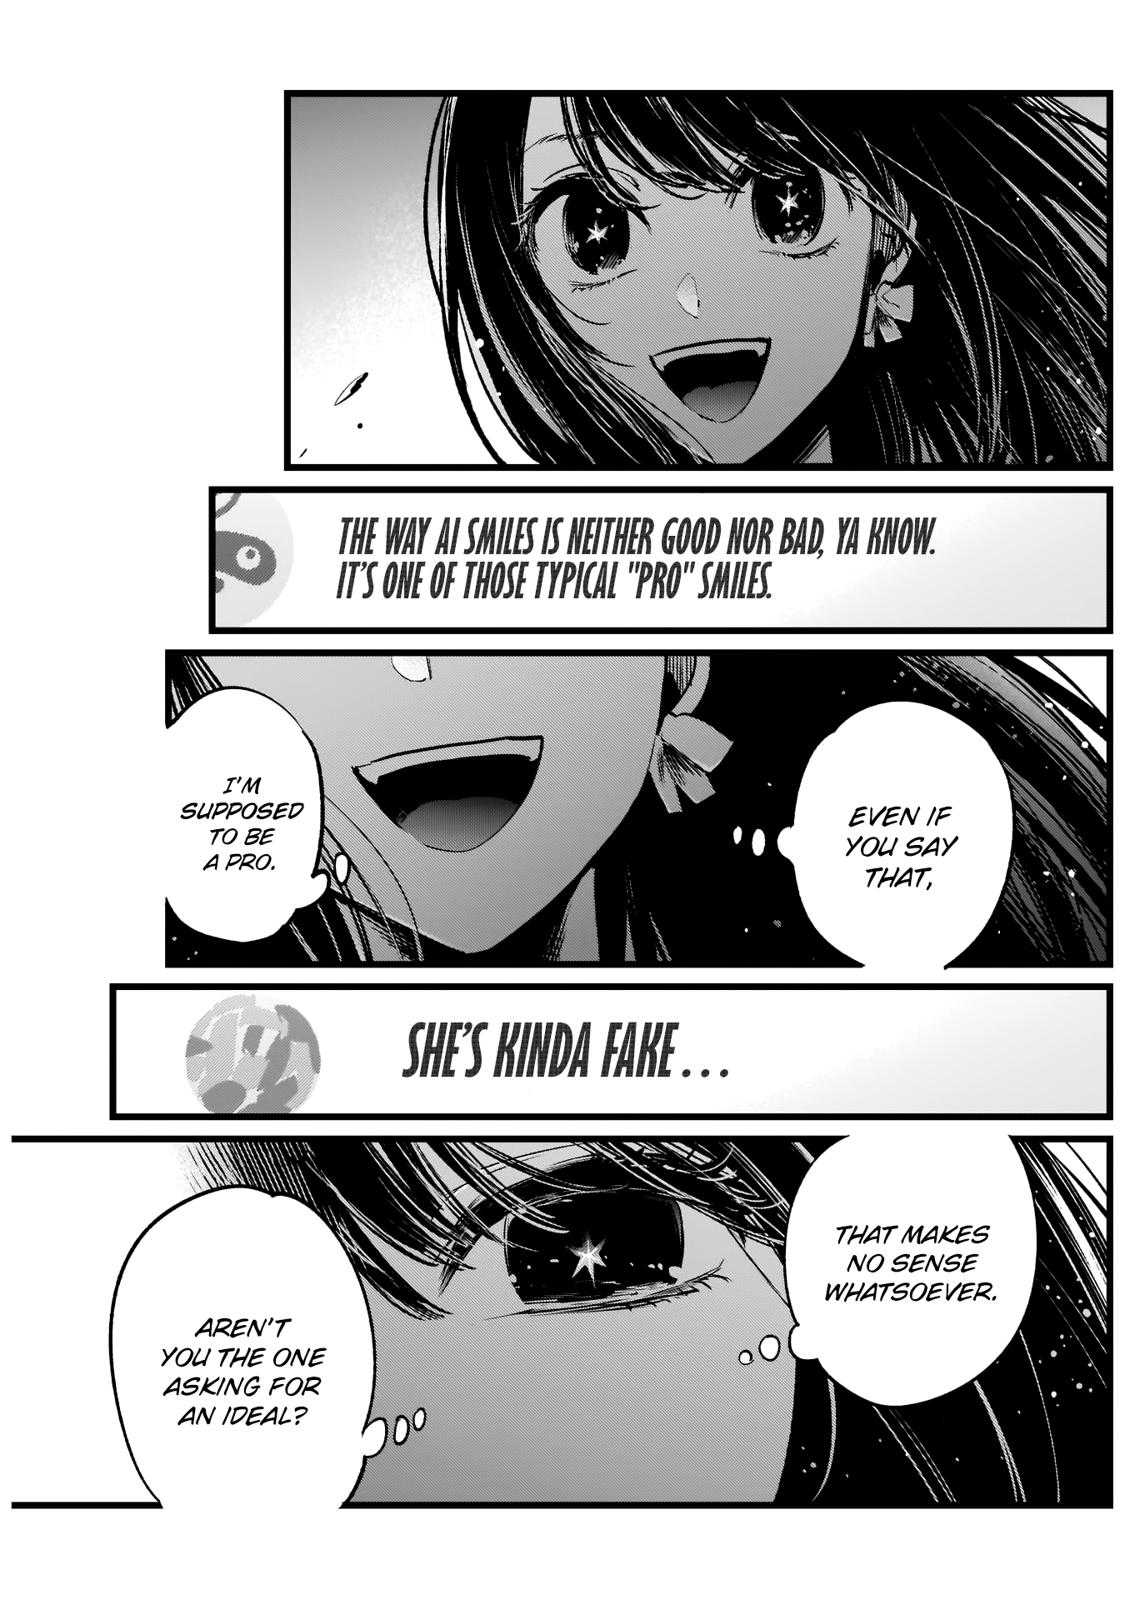 THE WAY AI SMILES IS NEITHER GOOD NOR BAD, YA KNOW.
IT'S ONE OF THOSE TYPICAL "PRO" SMILES.
EVEN IF
YOU SAY
THAT,
I'M
SUPPOSED
TO BE
A PRO.
SHE'S KINDA FAKE...
THAT MAKES
NO SENSE
WHATSOEVER.
AREN'T
YOU THE ONE
ASKING FOR
AN IDEAL?